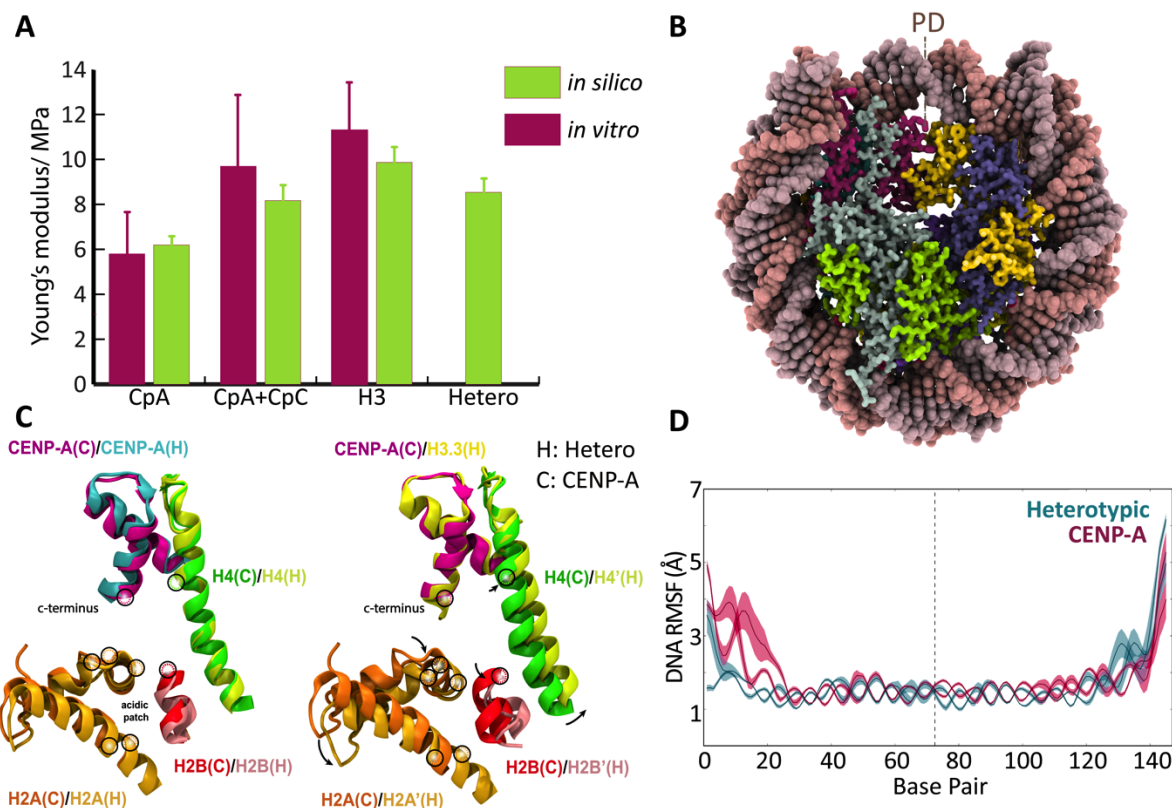 A
Young's modulus/ MPa
14
12
10
8
6
4
2
0
in silico
in vitro
CpA
CpA+CpC
H3
Hetero
B
PD
C
CENP-A(C)/CENP-A(H)
H4(C)/H4(H)
c-terminus
acidic
patch
H2B(C)/H2B(H)
H2A(C)/H2A(H)
CENP-A(C)/H3.3(H)
H: Hetero
C: CENP-A
H4(C)/H4'(H)
c-terminus
H2B(C)/H2B'(H)
H2A(C)/H2A'(H)
D
DNA RMSF (Å)
7
5
3
1
Heterotypic
CENP-A
0 20 40 60 80 100 120 140
Base Pair